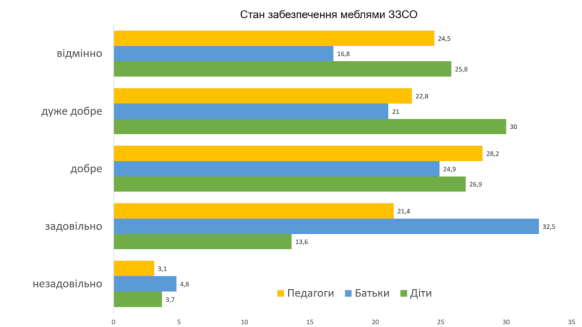 Стан забезпечення меблями ЗЗСО
відмінно
24,5
16,8
25,8
дуже добре
22,8
21
30
добре
28,2
24,9
26,9
задовільно
21,4
32,5
13,6
незадовільно
3,1
4,8
3,7
Педагоги Батьки Діти
0 5 10 15 20 25 30 35